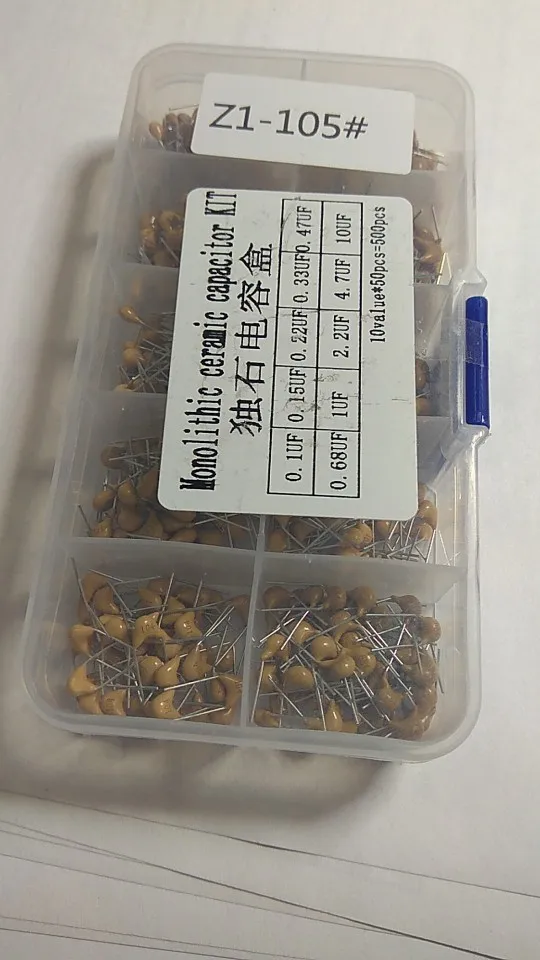 Z1-105#
Monolithic ceramic capacitor KIT
独石电容盒
0.1UF 0.15UF 0.22UF 0.33UF 0.47UF
0.68UF 1UF 2.2UF 4.7UF 10UF
10value*50pcs=500pcs